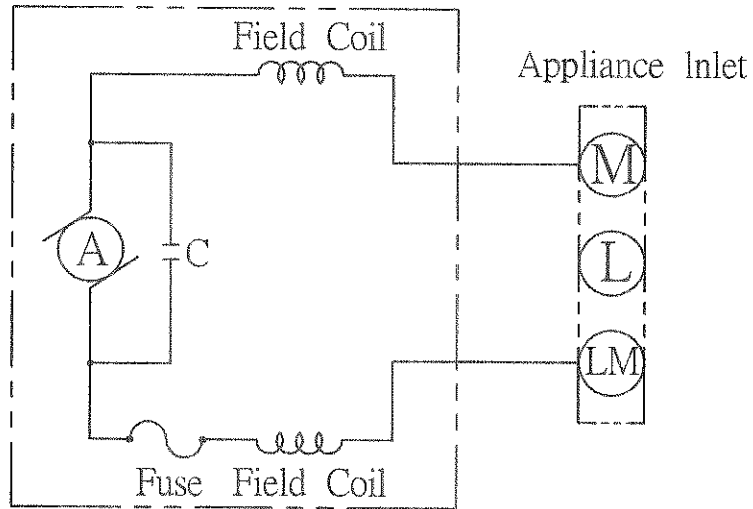 Field Coil
Appliance Inlet
M
A
C
L
LM
Fuse Field Coil